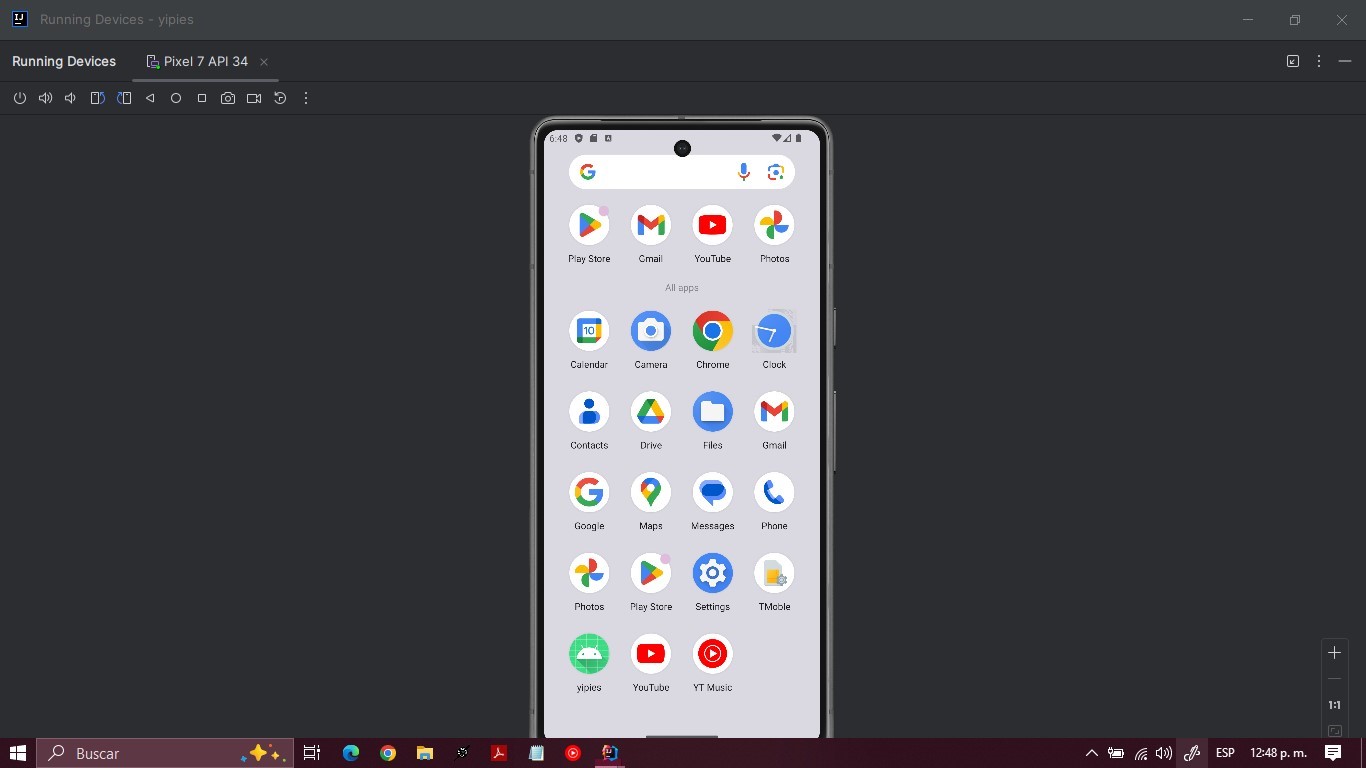 Running Devices - yipies
Running Devices
Pixel 7 API 34
6:48
Play Store
Gmail
YouTube
Photos
All apps
10
Calendar
Camera
Chrome
Clock
Contacts
Drive
Files
Gmail
Google
Maps
Messages
Phone
Photos
Play Store
Settings
TMoble
yipies
YouTube
YT Music
1:1
Buscar
ESP
12:48 p. m.